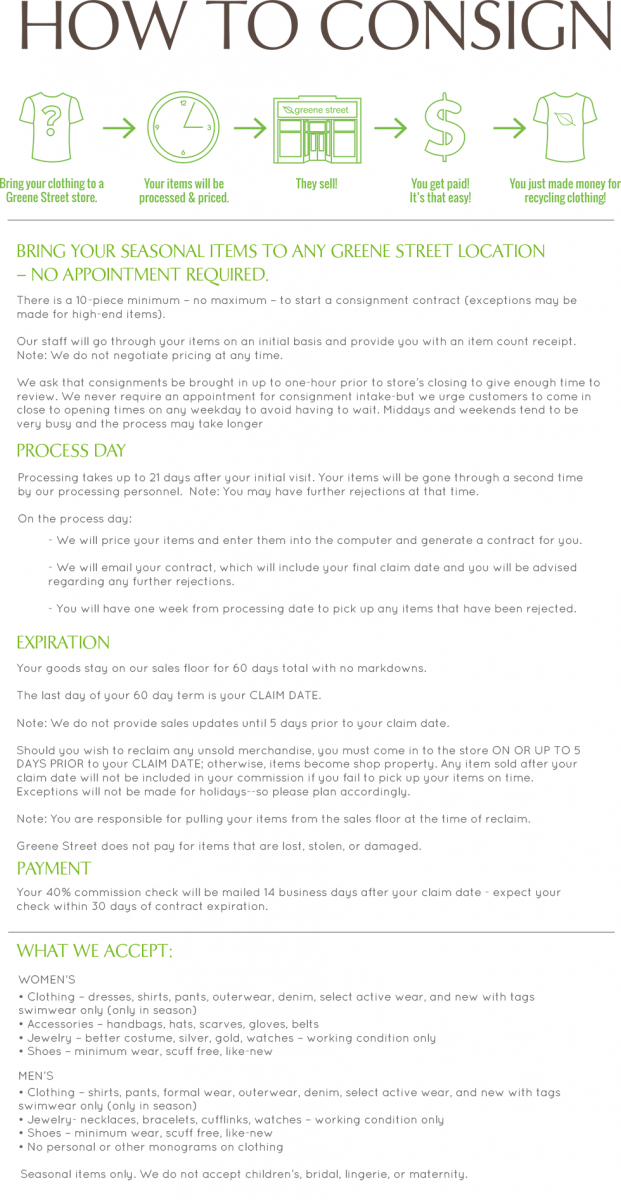 HOW TO CONSIGN
?
12
9
3
6
greene street
$
Bring your clothing to a
Greene Street store.
Your items will be
processed & priced.
They sell!
You get paid!
It's that easy!
You just made money for
recycling clothing!
BRING YOUR SEASONAL ITEMS TO ANY GREENE STREET LOCATION
– NO APPOINTMENT REQUIRED.
There is a 10-piece minimum – no maximum – to start a consignment contract (exceptions may be
made for high-end items).
Our staff will go through your items on an initial basis and provide you with an item count receipt.
Note: We do not negotiate pricing at any time.
We ask that consignments be brought in up to one-hour prior to store's closing to give enough time to
review. We never require an appointment for consignment intake-but we urge customers to come in
close to opening times on any weekday to avoid having to wait. Middays and weekends tend to be
very busy and the process may take longer
PROCESS DAY
Processing takes up to 21 days after your initial visit. Your items will be gone through a second time
by our processing personnel. Note: You may have further rejections at that time.
On the process day:
- We will price your items and enter them into the computer and generate a contract for you.
- We will email your contract, which will include your final claim date and you will be advised
regarding any further rejections.
- You will have one week from processing date to pick up any items that have been rejected.
EXPIRATION
Your goods stay on our sales floor for 60 days total with no markdowns.
The last day of your 60 day term is your CLAIM DATE.
Note: We do not provide sales updates until 5 days prior to your claim date.
Should you wish to reclaim any unsold merchandise, you must come in to the store ON OR UP TO 5
DAYS PRIOR to your CLAIM DATE; otherwise, items become shop property. Any item sold after your
claim date will not be included in your commission if you fail to pick up your items on time.
Exceptions will not be made for holidays--so please plan accordingly.
Note: You are responsible for pulling your items from the sales floor at the time of reclaim.
Greene Street does not pay for items that are lost, stolen, or damaged.
PAYMENT
Your 40% commission check will be mailed 14 business days after your claim date - expect your
check within 30 days of contract expiration.
WHAT WE ACCEPT:
WOMEN'S
• Clothing – dresses, shirts, pants, outerwear, denim, select active wear, and new with tags
swimwear only (only in season)
• Accessories – handbags, hats, scarves, gloves, belts
• Jewelry – better costume, silver, gold, watches – working condition only
• Shoes – minimum wear, scuff free, like-new
MEN'S
• Clothing – shirts, pants, formal wear, outerwear, denim, select active wear, and new with tags
swimwear only (only in season)
• Jewelry- necklaces, bracelets, cufflinks, watches – working condition only
• Shoes – minimum wear, scuff free, like-new
• No personal or other monograms on clothing
Seasonal items only. We do not accept children's, bridal, lingerie, or maternity.